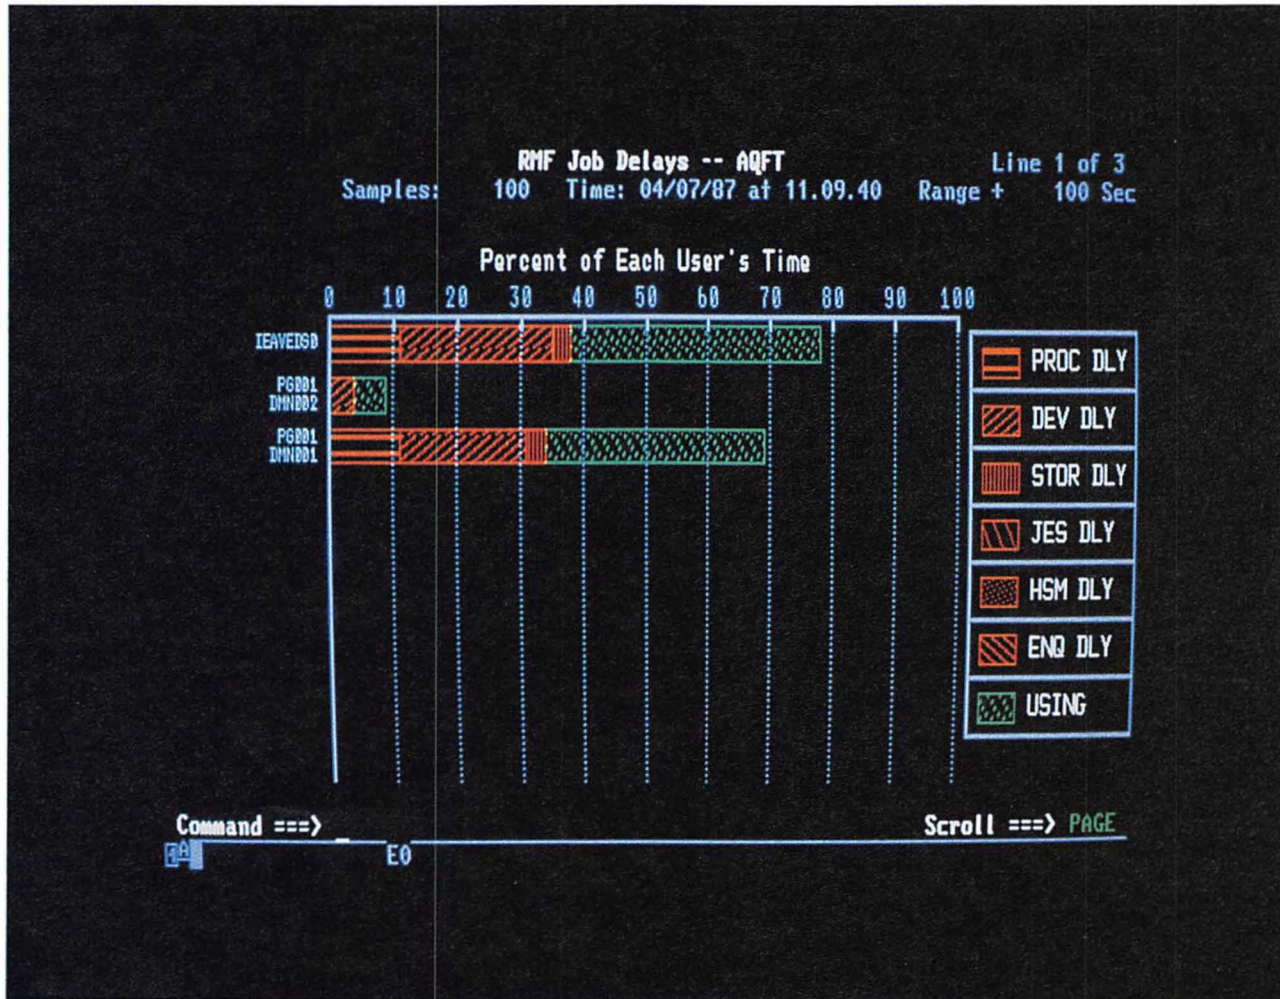 RMF Job Delays -- AQFT Line 1 of 3
Samples: 100 Time: 04/07/87 at 11.09.40 Range + 100 Sec
Percent of Each User's Time
0 10 20 30 40 50 60 70 80 90 100
IEAVEIS0
PG001
DMN002
PG001
DMN001
PROC DLY
DEV DLY
STOR DLY
JES DLY
HSM DLY
ENQ DLY
USING
Command ===> _
Scroll ===> PAGE
4A
E0